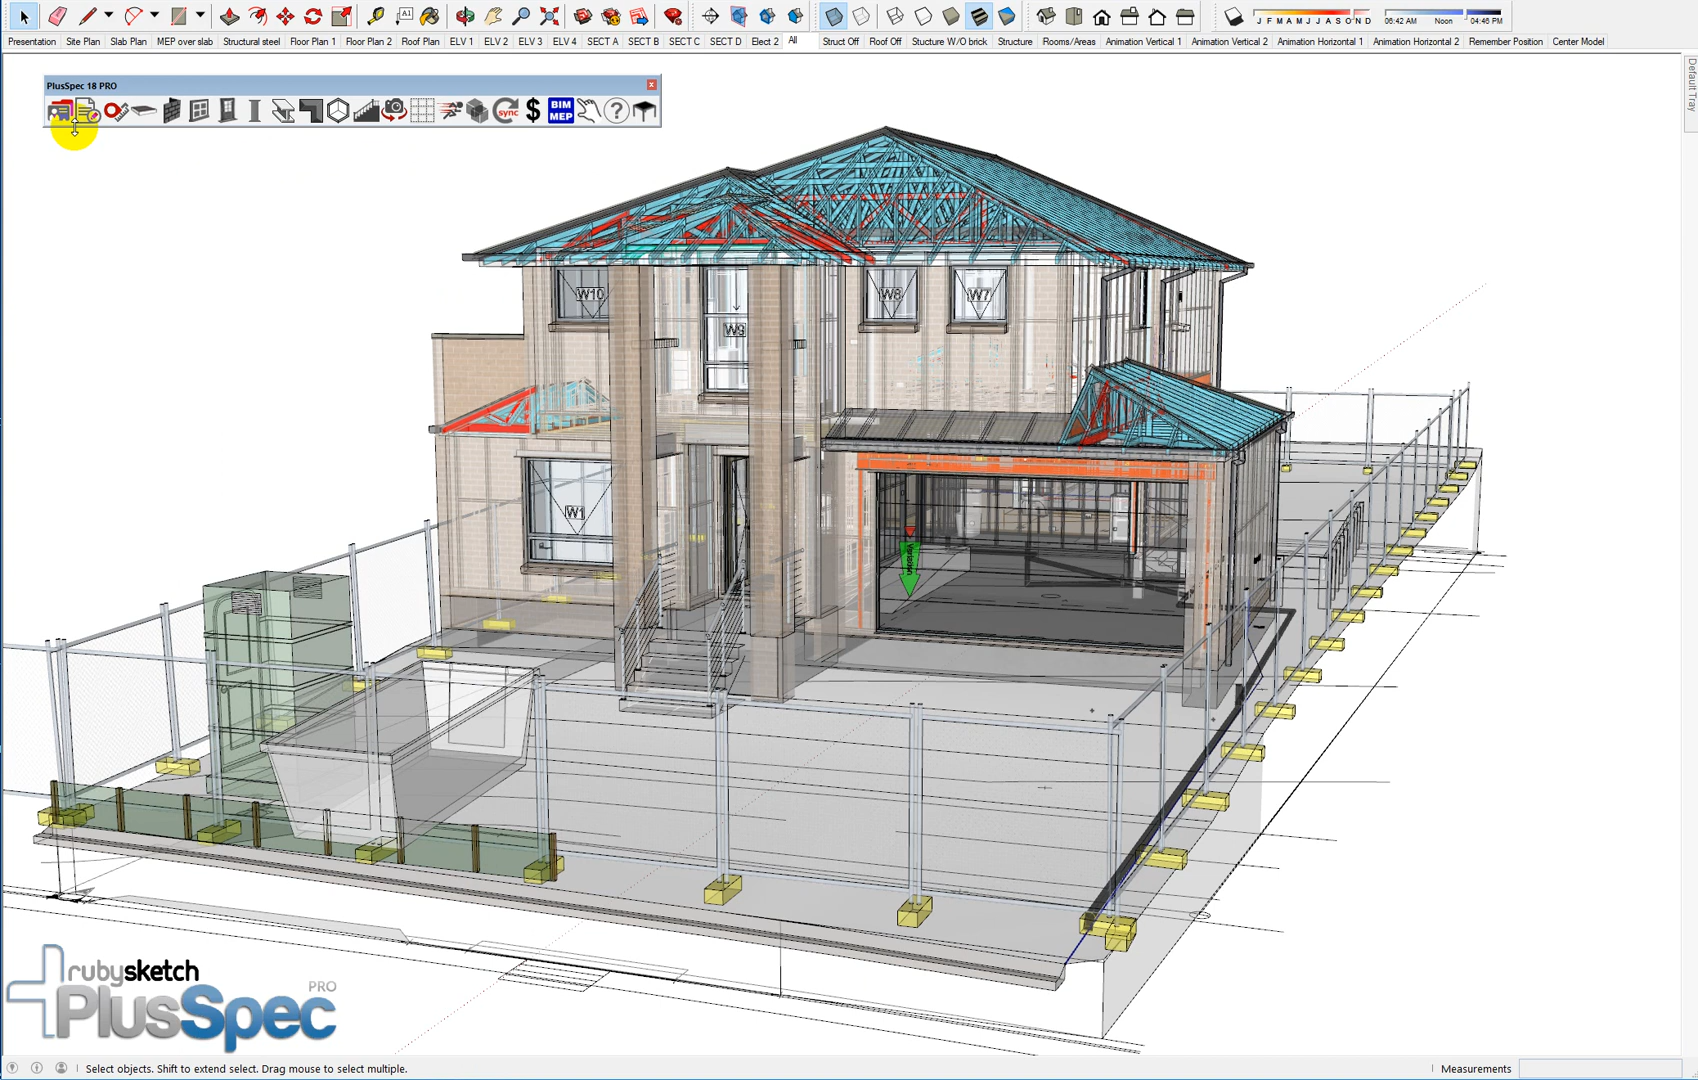 A1
J F M A M J J A S O N D
06:42 AM Noon 04:46 PM
Presentation Site Plan Slab Plan MEP over slab Structural steel Floor Plan 1 Floor Plan 2 Roof Plan ELV 1 ELV 2 ELV 3 ELV 4 SECT A SECT B SECT C SECT D Elect 2 All Struct Off Roof Off Structure W/O brick Structure Rooms/Areas Animation Vertical 1 Animation Vertical 2 Animation Horizontal 1 Animation Horizontal 2 Remember Position Center Model
Default Tray
PlusSpec 18 PRO
sync $ BIM MEP ?
W10
W9
W8
W7
W1
rubysketch
PlusSpec PRO
Select objects. Shift to extend select. Drag mouse to select multiple.
Measurements